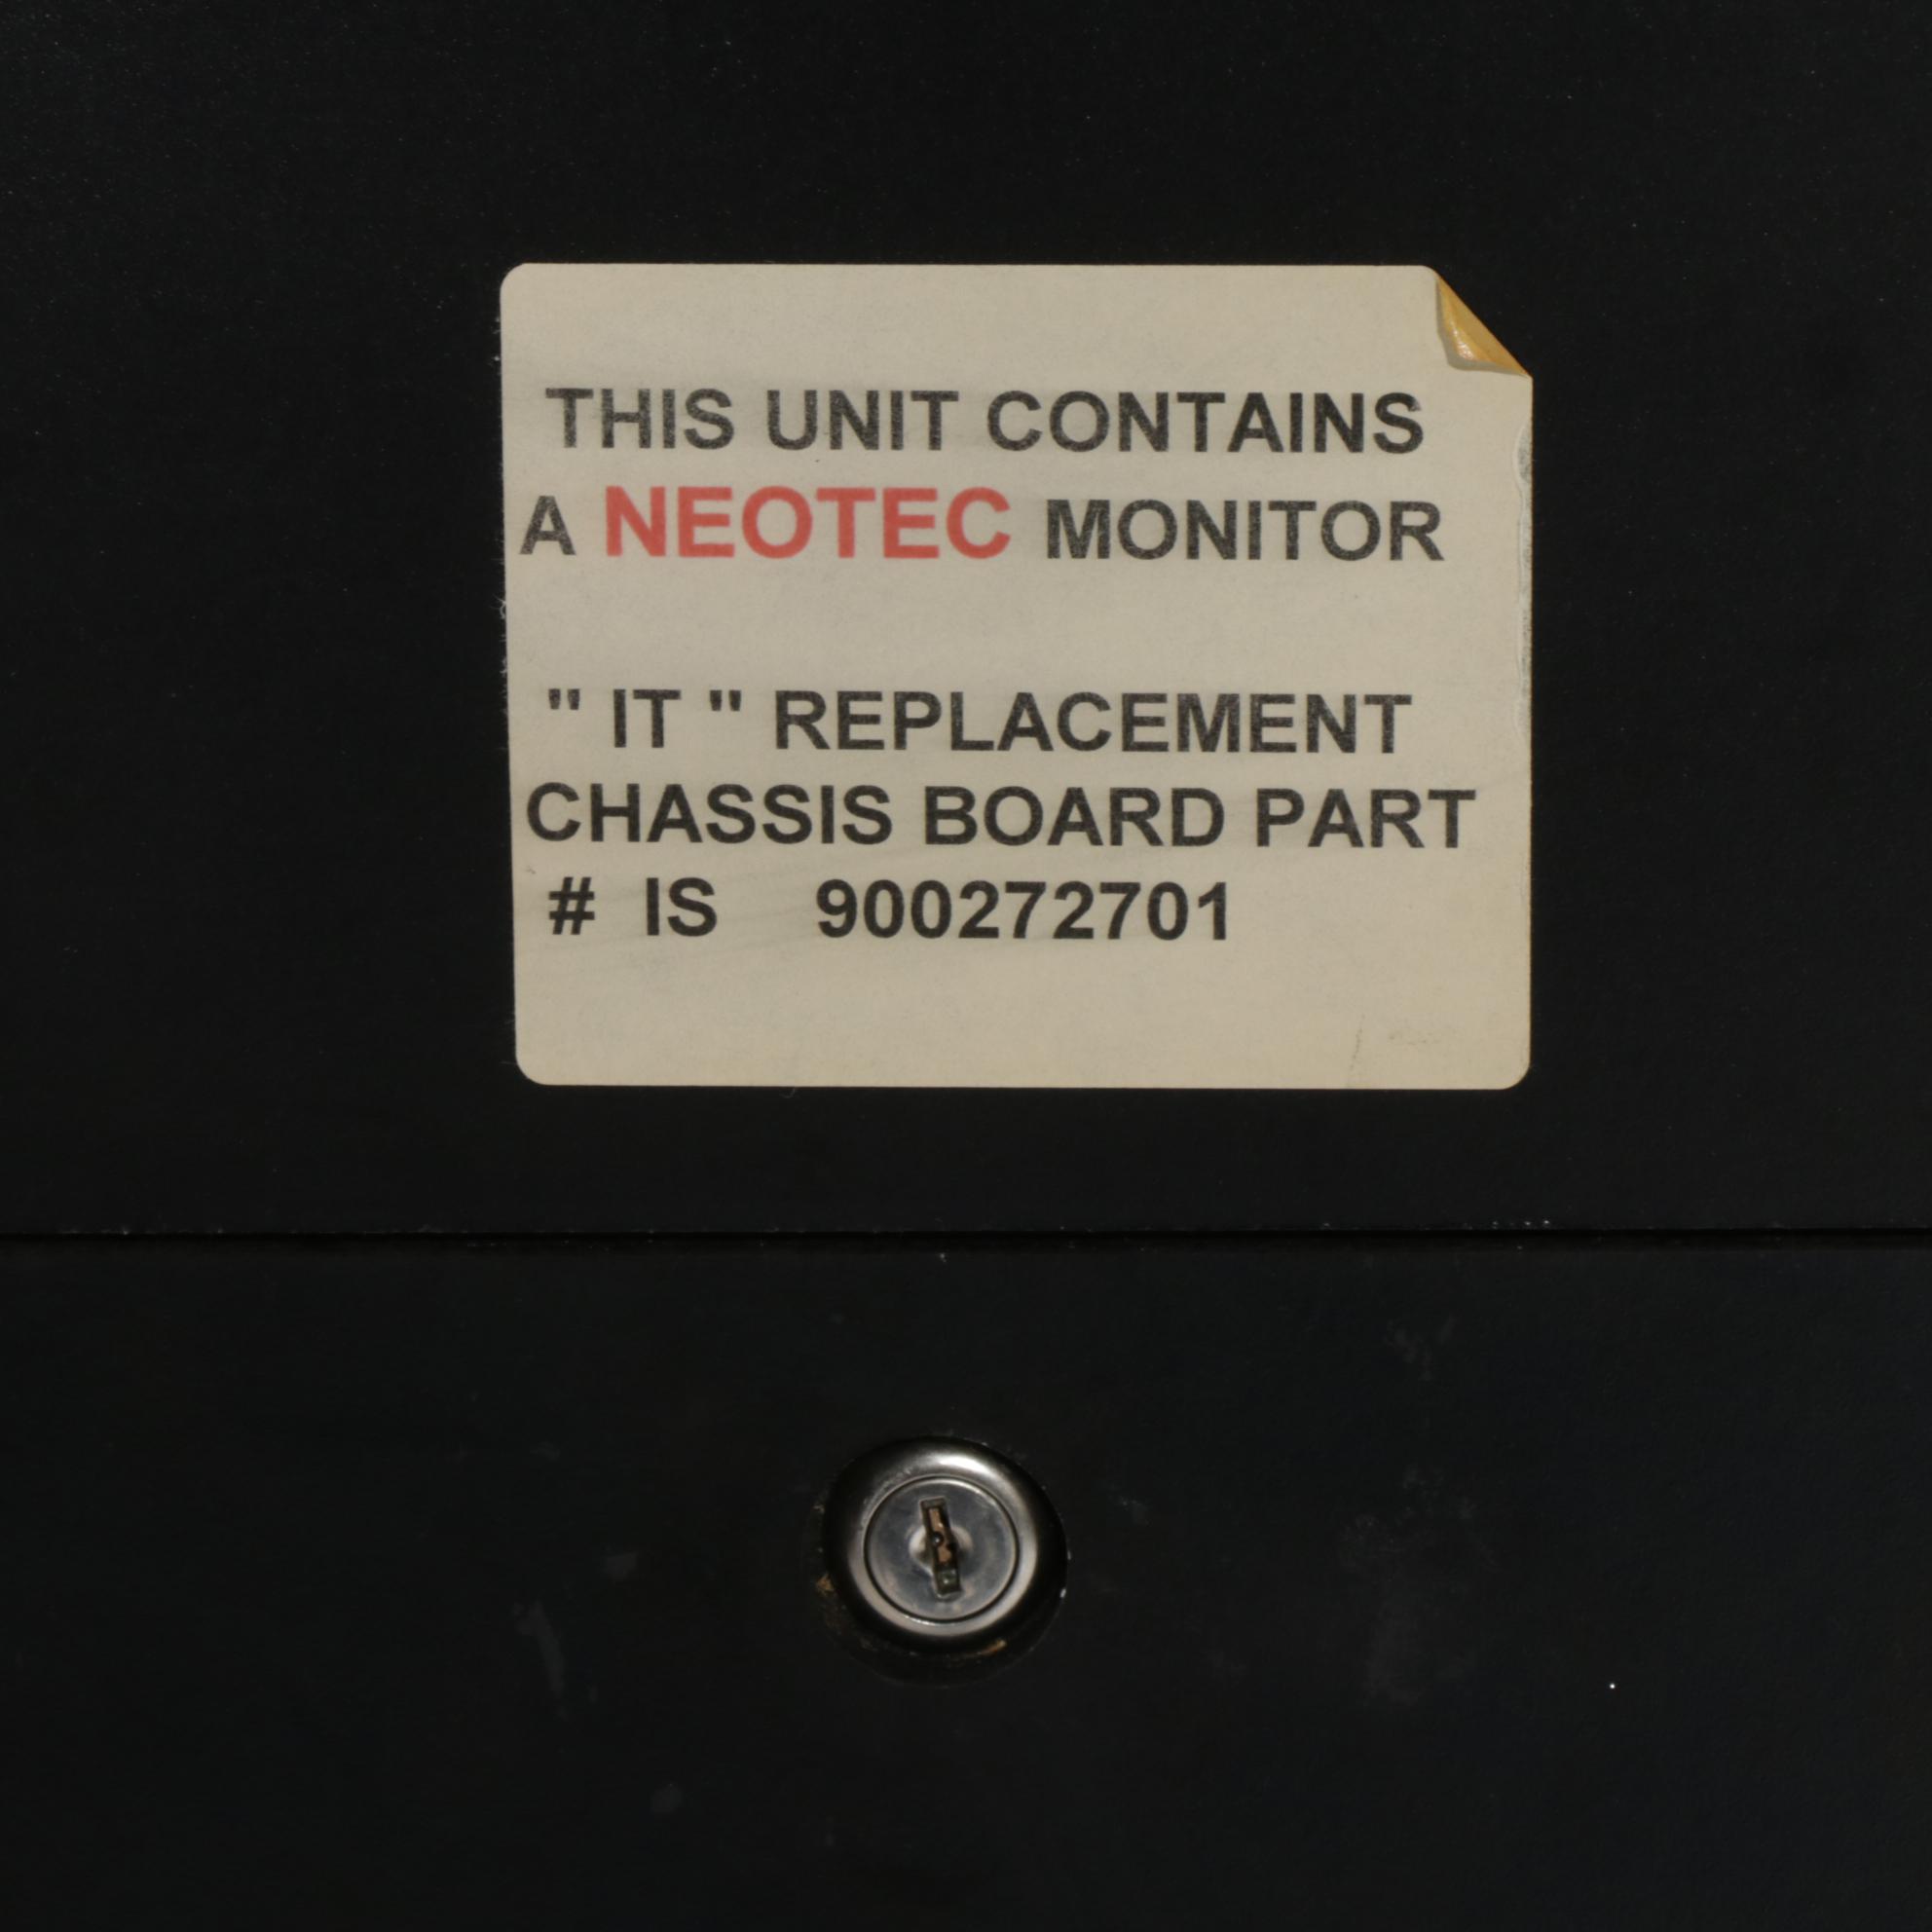 THIS UNIT CONTAINS
A NEOTEC MONITOR
" IT " REPLACEMENT
CHASSIS BOARD PART
# IS 900272701